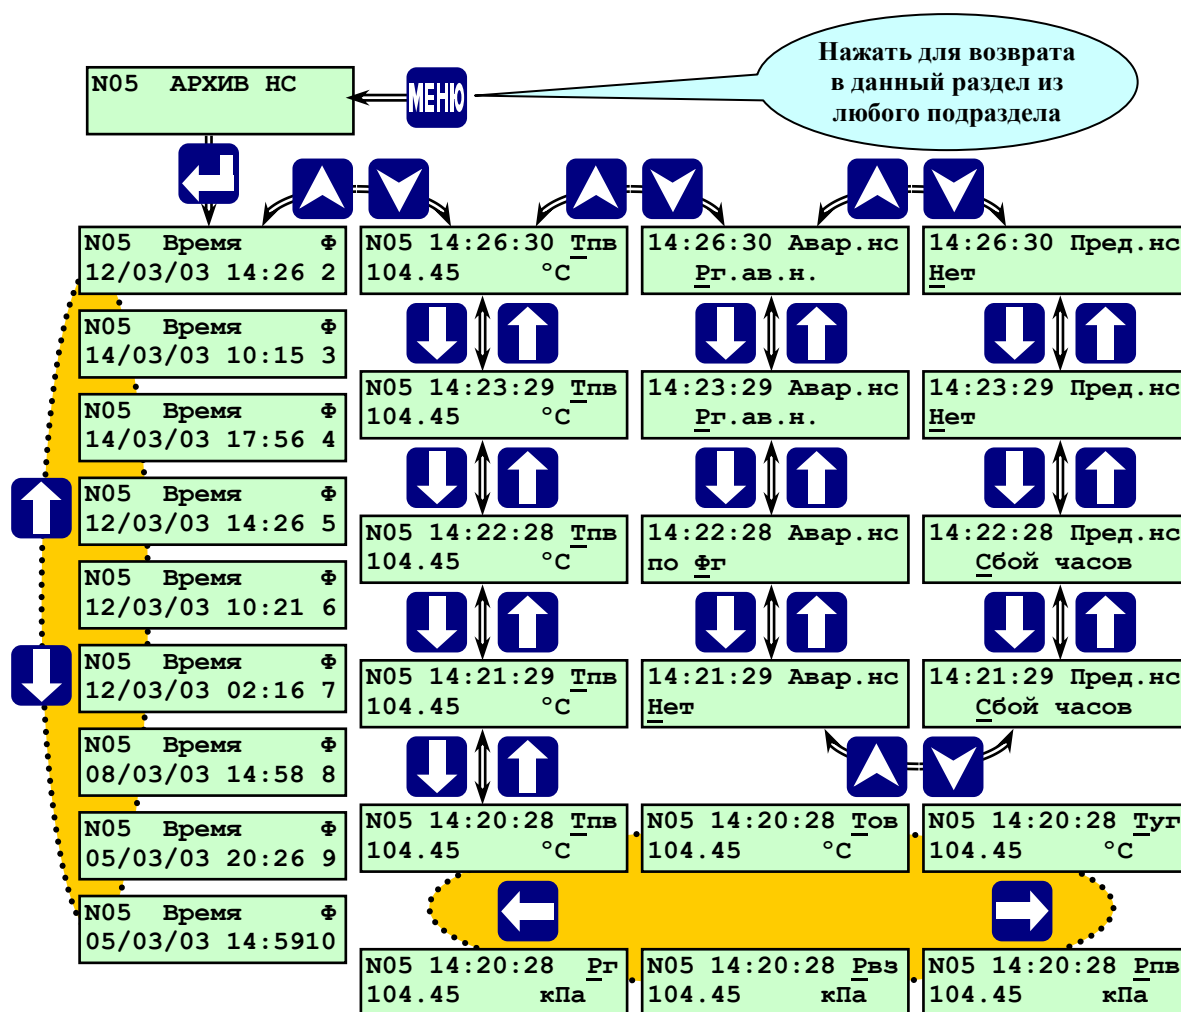 N05 АРХИВ НС
МЕНЮ
Нажать для возврата
в данный раздел из
любого подраздела
N05 Время Ф
12/03/03 14:26 2
N05 14:26:30 Тпв
104.45 °C
14:26:30 Авар.нс
Рг.ав.н.
14:26:30 Пред.нс
Нет
N05 Время Ф
14/03/03 10:15 3
N05 14:23:29 Тпв
104.45 °C
14:23:29 Авар.нс
Рг.ав.н.
14:23:29 Пред.нс
Нет
N05 Время Ф
14/03/03 17:56 4
N05 Время Ф
12/03/03 14:26 5
N05 14:22:28 Тпв
104.45 °C
14:22:28 Авар.нс
по Фг
14:22:28 Пред.нс
Сбой часов
N05 Время Ф
12/03/03 10:21 6
N05 Время Ф
12/03/03 02:16 7
N05 14:21:29 Тпв
104.45 °C
14:21:29 Авар.нс
Нет
14:21:29 Пред.нс
Сбой часов
N05 Время Ф
08/03/03 14:58 8
N05 Время Ф
05/03/03 20:26 9
N05 14:20:28 Тпв
104.45 °C
N05 14:20:28 Тов
104.45 °C
N05 14:20:28 Туг
104.45 °C
N05 Время Ф
05/03/03 14:5910
N05 14:20:28 Рг
104.45 кПа
N05 14:20:28 Рвз
104.45 кПа
N05 14:20:28 Рпв
104.45 кПа